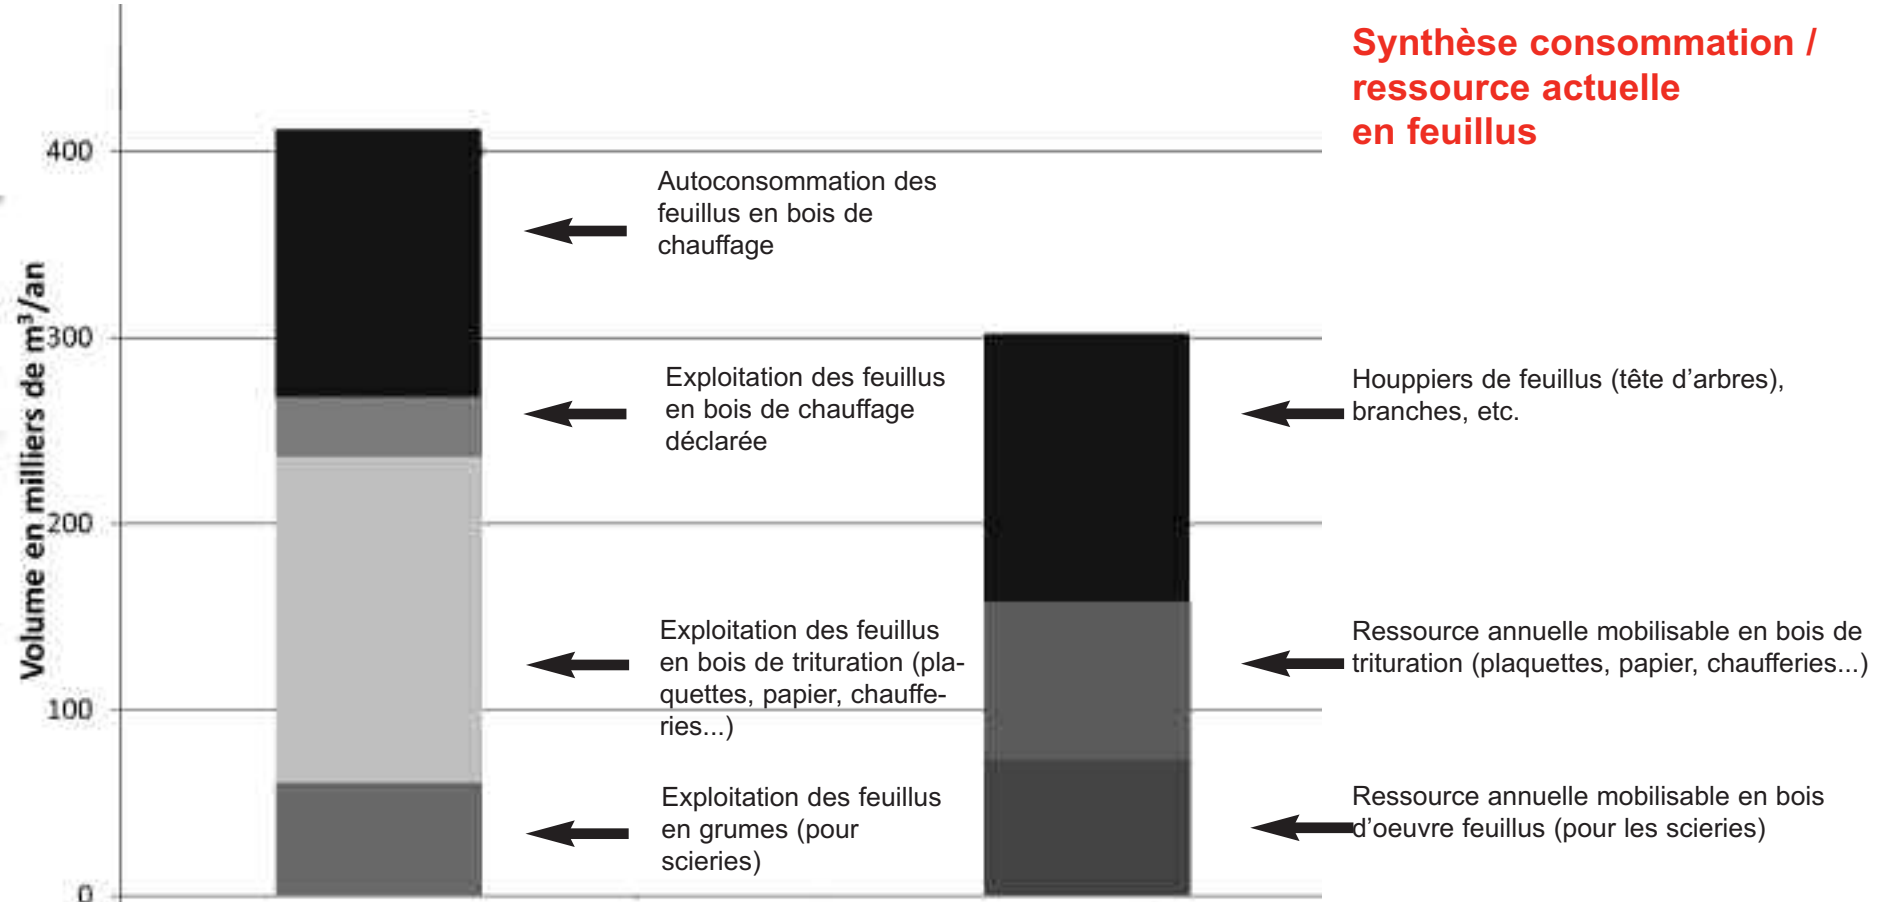 Synthèse consommation /
ressource actuelle
en feuillus
Volume en milliers de m³/an
400
300
200
100
0
Autoconsommation des
feuillus en bois de
chauffage
Exploitation des feuillus
en bois de chauffage
déclarée
Exploitation des feuillus
en bois de trituration (pla-
quettes, papier, chauffe-
ries...)
Exploitation des feuillus
en grumes (pour
scieries)
Houppiers de feuillus (tête d'arbres),
branches, etc.
Ressource annuelle mobilisable en bois de
trituration (plaquettes, papier, chaufferies...)
Ressource annuelle mobilisable en bois
d'oeuvre feuillus (pour les scieries)